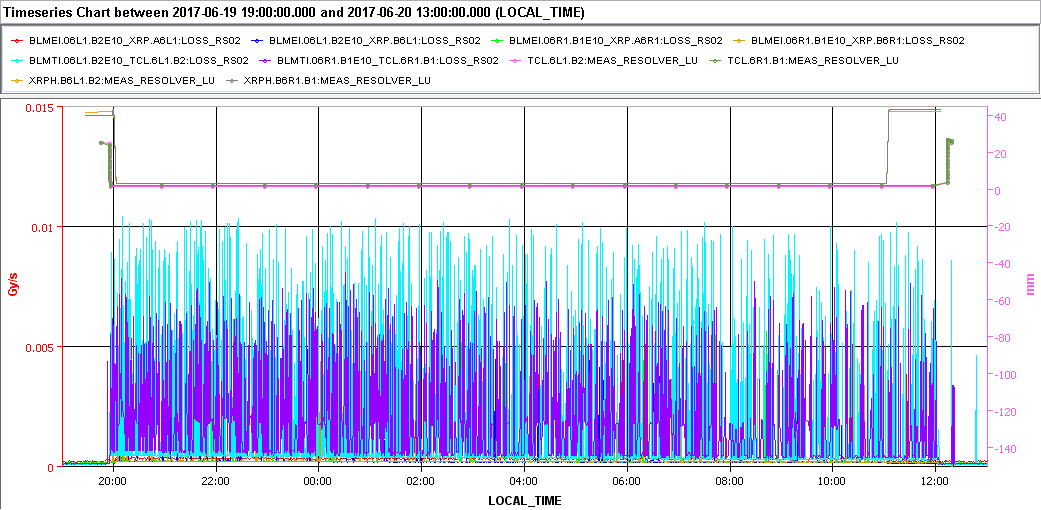 Timeseries Chart between 2017-06-19 19:00:00.000 and 2017-06-20 13:00:00.000 (LOCAL_TIME)
BLMEI.06L1.B2E10_XRP.A6L1:LOSS_RS02 BLMEI.06L1.B2E10_XRP.B6L1:LOSS_RS02 BLMEI.06R1.B1E10_XRP.A6R1:LOSS_RS02 BLMEI.06R1.B1E10_XRP.B6R1:LOSS_RS02
BLMTI.06L1.B2E10_TCL.6L1.B2:LOSS_RS02 BLMTI.06R1.B1E10_TCL.6R1.B1:LOSS_RS02 TCL.6L1.B2:MEAS_RESOLVER_LU TCL.6R1.B1:MEAS_RESOLVER_LU
XRPH.B6L1.B2:MEAS_RESOLVER_LU XRPH.B6R1.B1:MEAS_RESOLVER_LU
0.015
0.01
0.005
0
Gy/s
40
20
0
-20
-40
-60
-80
-100
-120
-140
mm
20:00 22:00 00:00 02:00 04:00 06:00 08:00 10:00 12:00
LOCAL_TIME